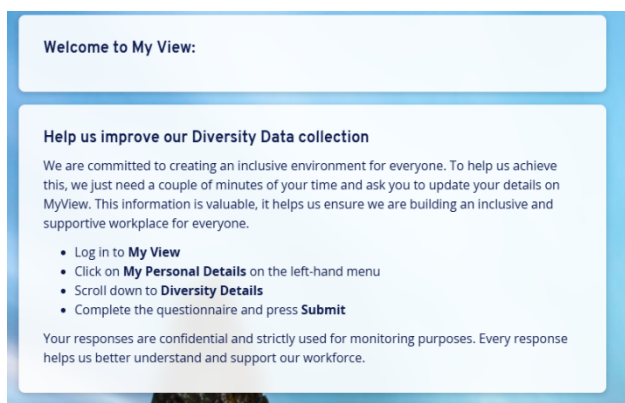 Welcome to My View:
Help us improve our Diversity Data collection
We are committed to creating an inclusive environment for everyone. To help us achieve
this, we just need a couple of minutes of your time and ask you to update your details on
MyView. This information is valuable, it helps us ensure we are building an inclusive and
supportive workplace for everyone.
• Log in to My View
• Click on My Personal Details on the left-hand menu
• Scroll down to Diversity Details
• Complete the questionnaire and press Submit
Your responses are confidential and strictly used for monitoring purposes. Every response
helps us better understand and support our workforce.